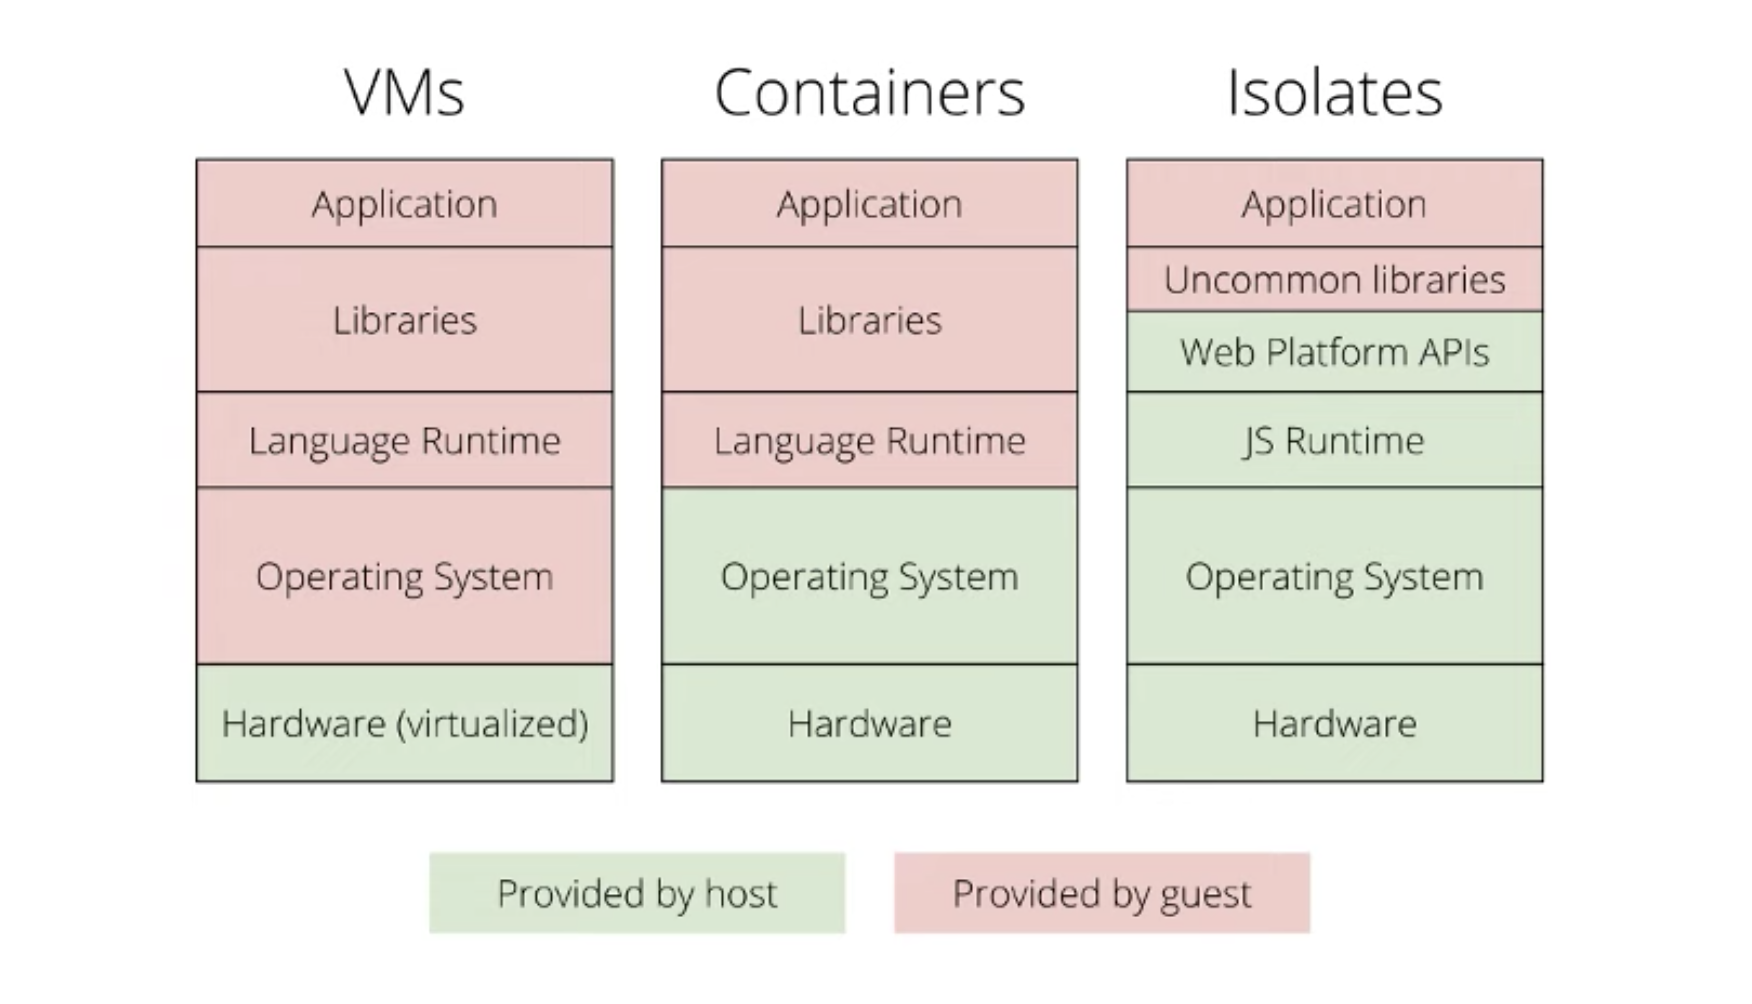 VMs
Containers
Isolates
Application
Libraries
Language Runtime
Operating System
Hardware (virtualized)
Application
Libraries
Language Runtime
Operating System
Hardware
Application
Uncommon libraries
Web Platform APIs
JS Runtime
Operating System
Hardware
Provided by host
Provided by guest